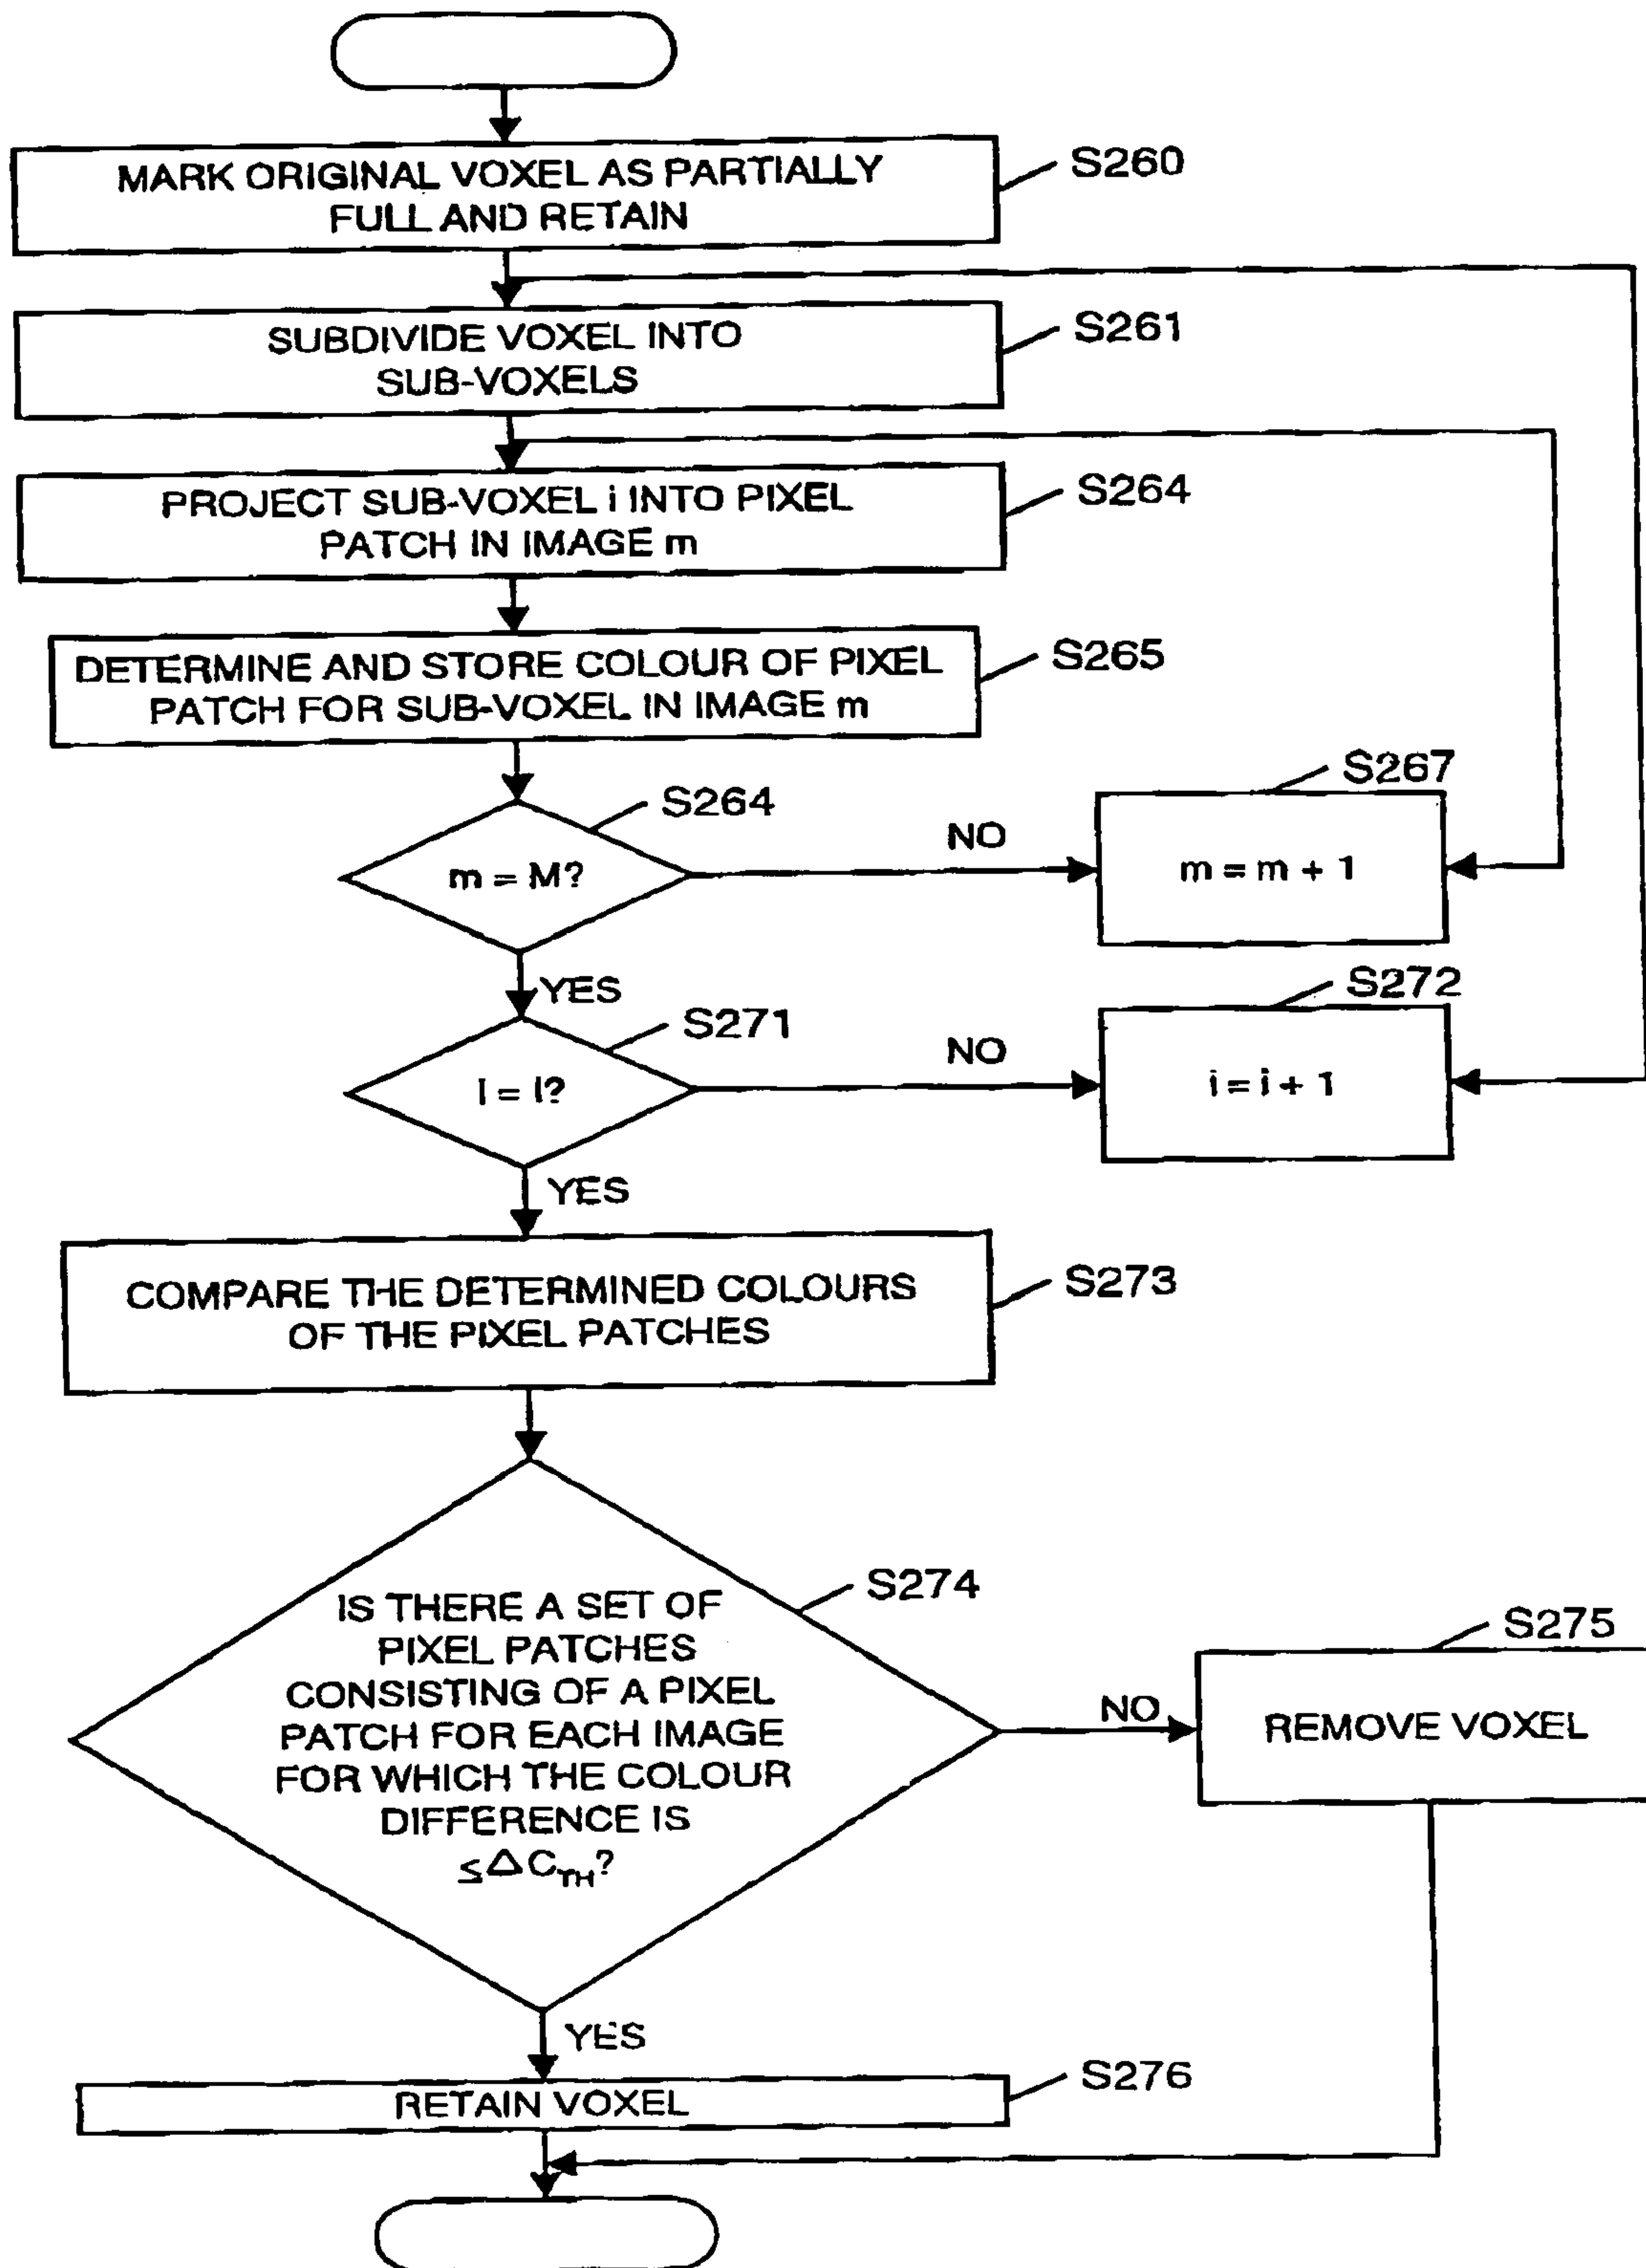 MARK ORIGINAL VOXEL AS PARTIALLY
FULL AND RETAIN
S260
SUBDIVIDE VOXEL INTO
SUB-VOXELS
S261
PROJECT SUB-VOXEL i INTO PIXEL
PATCH IN IMAGE m
S264
DETERMINE AND STORE COLOUR OF PIXEL
PATCH FOR SUB-VOXEL IN IMAGE m
S265
S264
m = M?
NO
S267
m = m + 1
YES
S271
I = I?
NO
S272
i = i + 1
YES
COMPARE THE DETERMINED COLOURS
OF THE PIXEL PATCHES
S273
IS THERE A SET OF
PIXEL PATCHES
CONSISTING OF A PIXEL
PATCH FOR EACH IMAGE
FOR WHICH THE COLOUR
DIFFERENCE IS
≤ΔC_TH?
S274
NO
S275
REMOVE VOXEL
YES
RETAIN VOXEL
S276